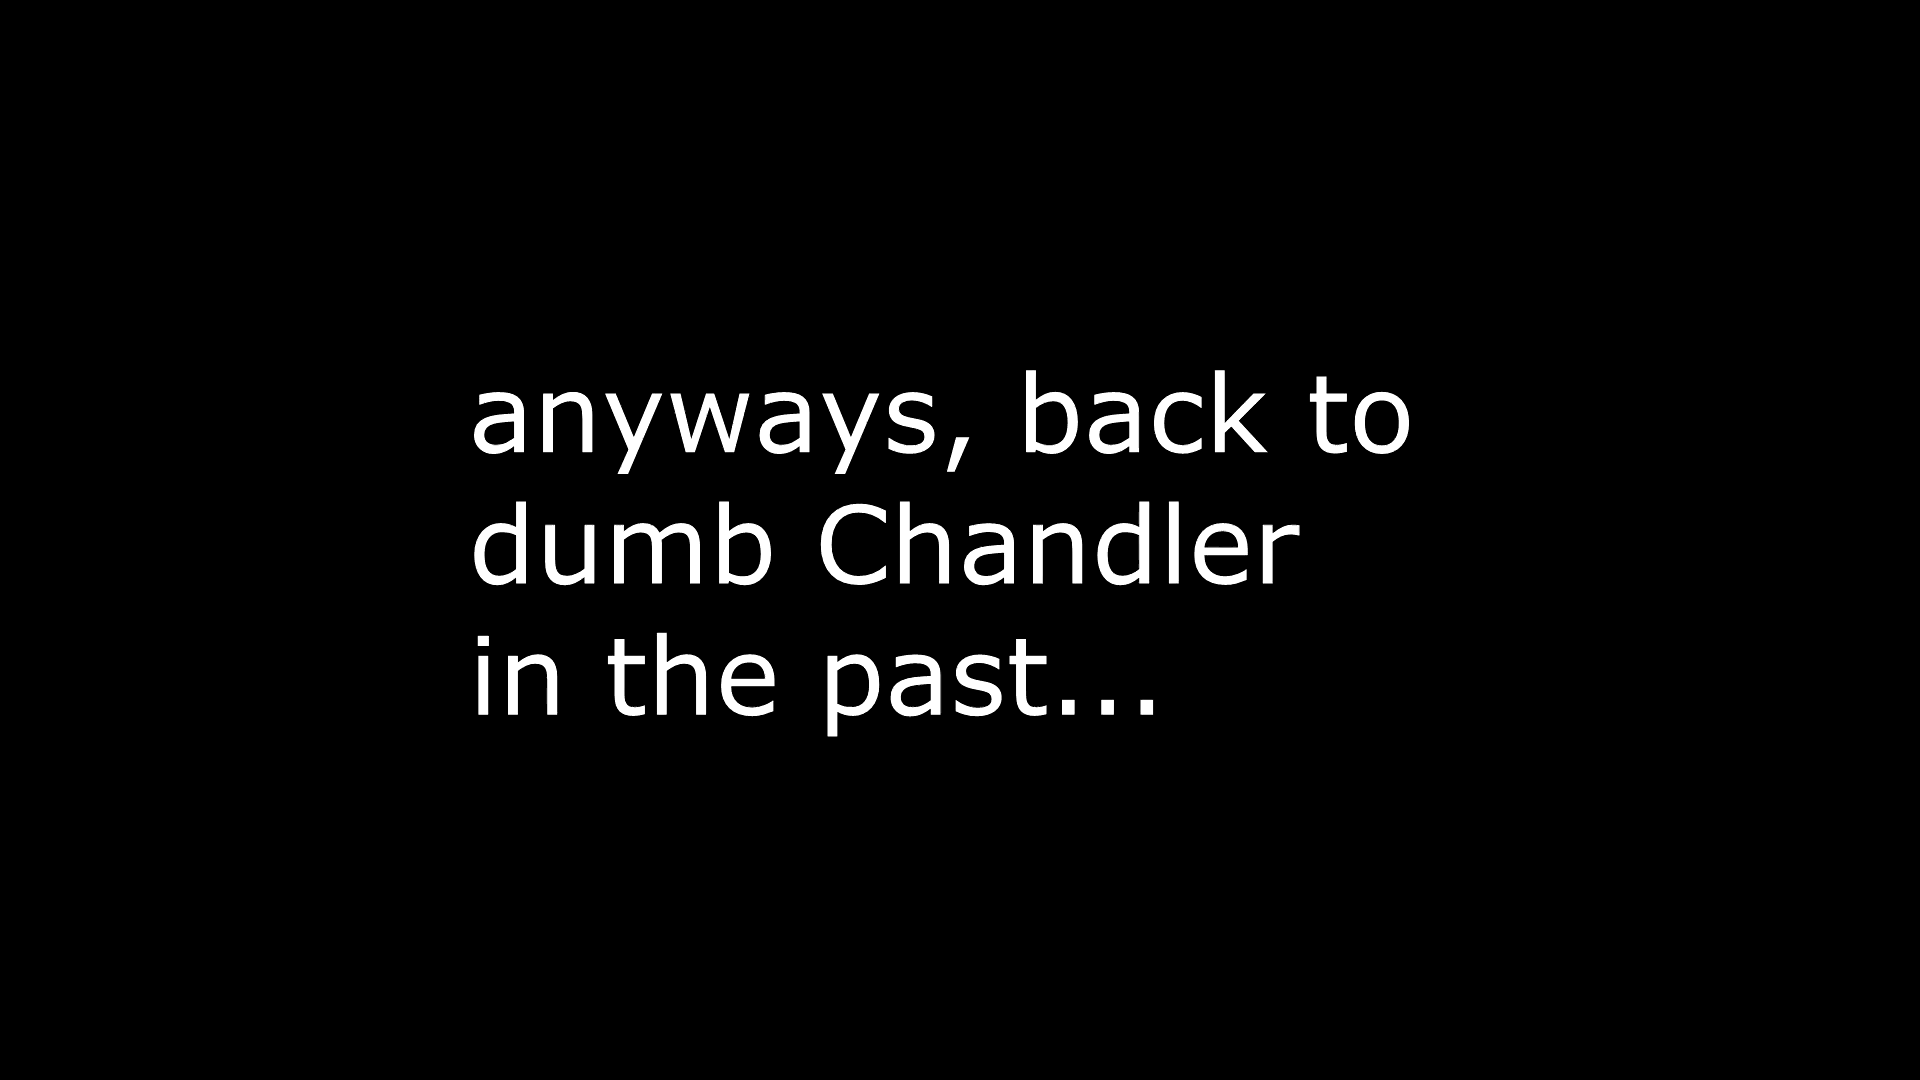 anyways, back to
dumb Chandler
in the past...